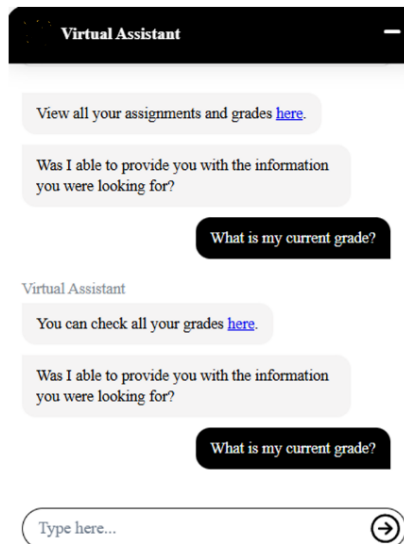 Virtual Assistant
View all your assignments and grades here.
Was I able to provide you with the information
you were looking for?
What is my current grade?
Virtual Assistant
You can check all your grades here.
Was I able to provide you with the information
you were looking for?
What is my current grade?
Type here...